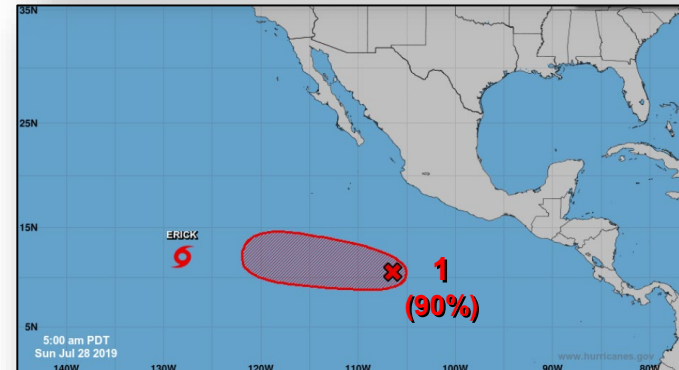 35N
25N
15N
5N
ERICK
1
(90%)
5:00 am PDT
Sun Jul 28 2019
www.hurricanes.gov
140W 130W 120W 110W 100W 90W 80W